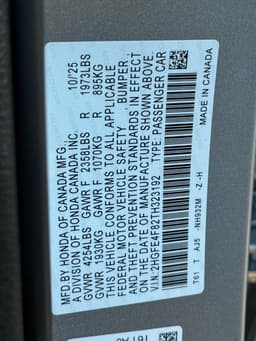 MFD. BY HONDA OF CANADA MFG., 10/'25
A DIV. OF HONDA CANADA INC.
GVWR 4254LBS GAWR F 2359LBS R 1973LBS
GVWR 1930KG GAWR F 1070KG R 895KG
THIS VEHICLE CONFORMS TO ALL APPLICABLE
FEDERAL MOTOR VEHICLE SAFETY, BUMPER,
AND THEFT PREVENTION STANDARDS IN EFFECT
ON THE DATE OF MANUFACTURE SHOWN ABOVE.
V.I.N. 2HGFE4F82TH323192 TYPE: PASSENGER CAR
MADE IN CANADA
T61 T AJ5 -NH932M -Z -H